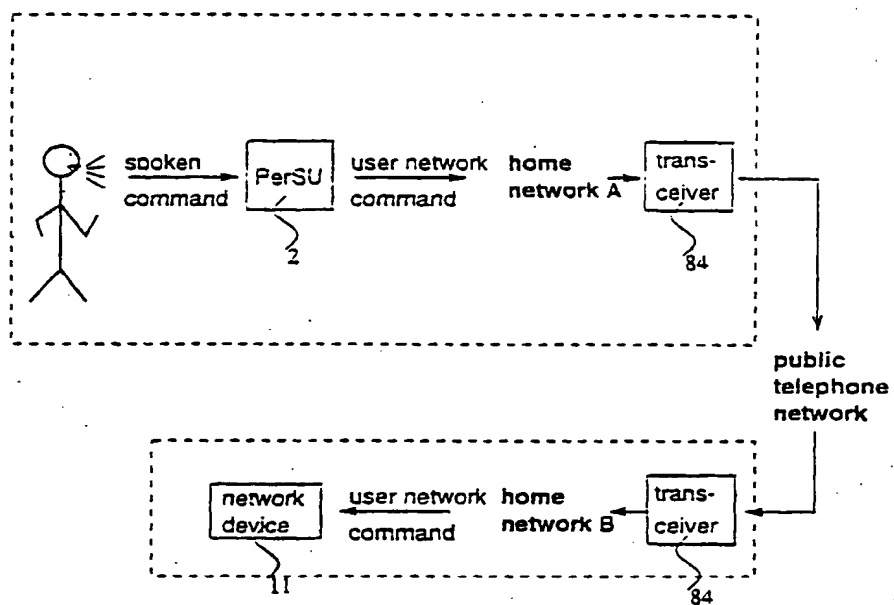 spoken
command
PerSU
2
user network
command
home
network A
trans-
ceiver
84
public
telephone
network
network
device
11
user network
command
home
network B
trans-
ceiver
84